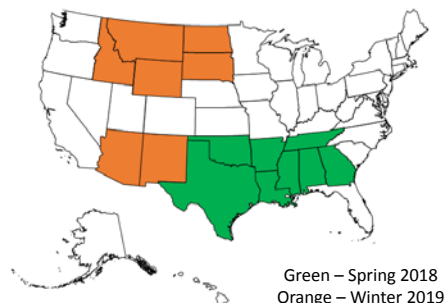 Green – Spring 2018
Orange – Winter 2019